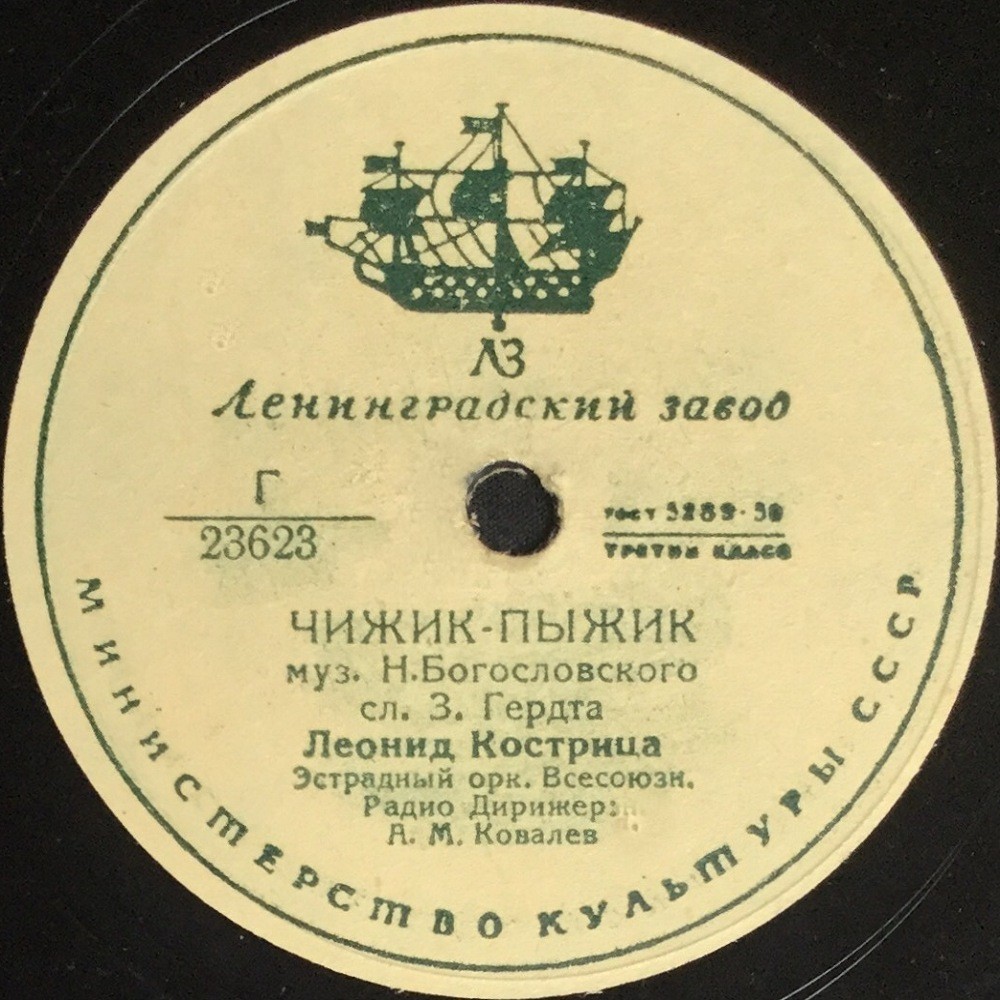 ЛЗ
Ленинградский завод
Г
23623
гост 5289-50
третий класс
ЧИЖИК-ПЫЖИК
муз. Н.Богословского
сл. З. Гердта
Леонид Кострица
Эстрадный орк. Всесоюзн.
Радио Дирижер:
А. М. Ковалев
МИНИСТЕРСТВО КУЛЬТУРЫ СССР